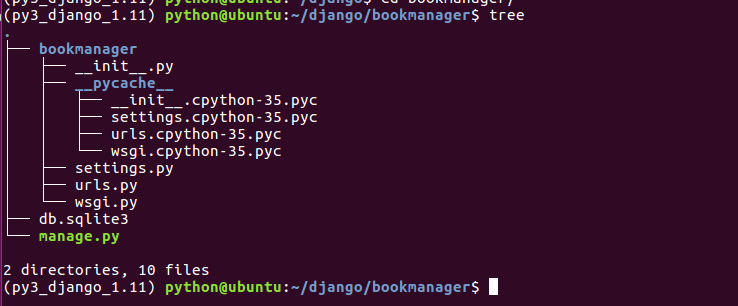 (py3_django_1.11) python@ubuntu:~/django$ cd bookmanager/
(py3_django_1.11) python@ubuntu:~/django/bookmanager$ tree
.
├── bookmanager
│   ├── __init__.py
│   ├── __pycache__
│   │   ├── __init__.cpython-35.pyc
│   │   ├── settings.cpython-35.pyc
│   │   ├── urls.cpython-35.pyc
│   │   └── wsgi.cpython-35.pyc
│   ├── settings.py
│   ├── urls.py
│   └── wsgi.py
├── db.sqlite3
└── manage.py
2 directories, 10 files
(py3_django_1.11) python@ubuntu:~/django/bookmanager$